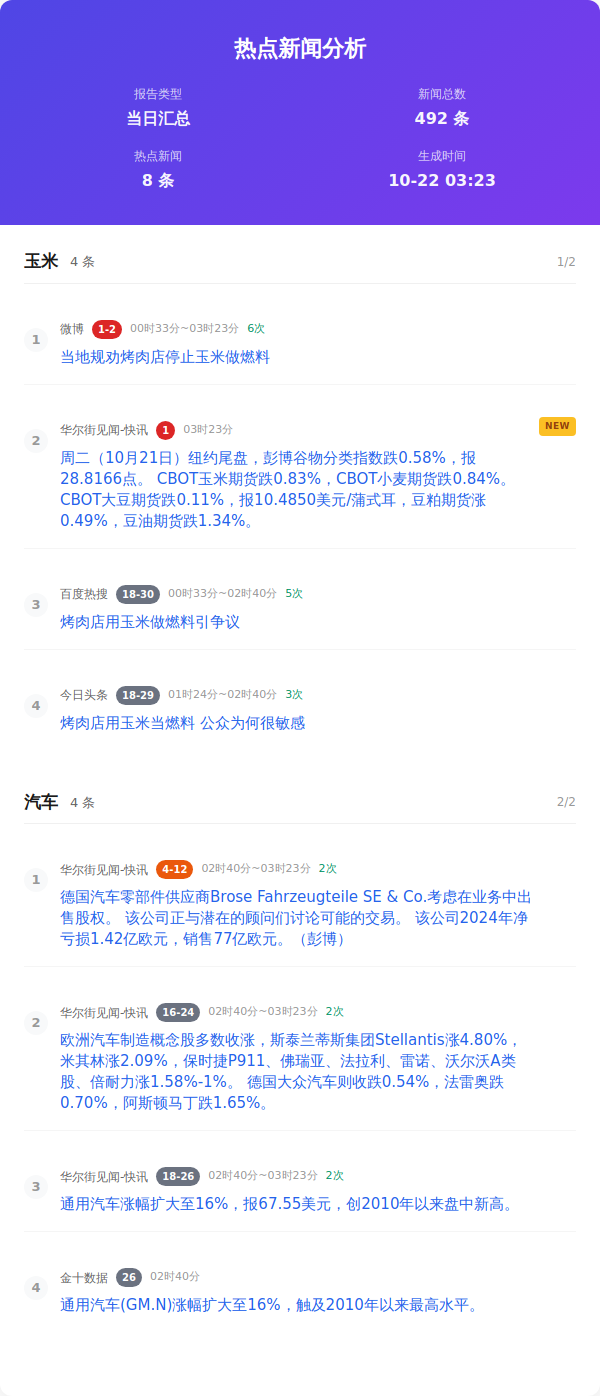 热点新闻分析
报告类型
新闻总数
当日汇总
492 条
热点新闻
生成时间
8 条
10-22 03:23
玉米 4 条 1/2
1 微博 1-2 00时33分~03时23分 6次
当地规劝烤肉店停止玉米做燃料
2 华尔街见闻-快讯 1 03时23分 NEW
周二（10月21日）纽约尾盘，彭博谷物分类指数跌0.58%，报
28.8166点。 CBOT玉米期货跌0.83%，CBOT小麦期货跌0.84%。
CBOT大豆期货跌0.11%，报10.4850美元/蒲式耳，豆粕期货涨
0.49%，豆油期货跌1.34%。
3 百度热搜 18-30 00时33分~02时40分 5次
烤肉店用玉米做燃料引争议
4 今日头条 18-29 01时24分~02时40分 3次
烤肉店用玉米当燃料 公众为何很敏感
汽车 4 条 2/2
1 华尔街见闻-快讯 4-12 02时40分~03时23分 2次
德国汽车零部件供应商Brose Fahrzeugteile SE & Co.考虑在业务中出
售股权。 该公司正与潜在的顾问们讨论可能的交易。 该公司2024年净
亏损1.42亿欧元，销售77亿欧元。（彭博）
2 华尔街见闻-快讯 16-24 02时40分~03时23分 2次
欧洲汽车制造概念股多数收涨，斯泰兰蒂斯集团Stellantis涨4.80%，
米其林涨2.09%，保时捷P911、佛瑞亚、法拉利、雷诺、沃尔沃A类
股、倍耐力涨1.58%-1%。 德国大众汽车则收跌0.54%，法雷奥跌
0.70%，阿斯顿马丁跌1.65%。
3 华尔街见闻-快讯 18-26 02时40分~03时23分 2次
通用汽车涨幅扩大至16%，报67.55美元，创2010年以来盘中新高。
4 金十数据 26 02时40分
通用汽车(GM.N)涨幅扩大至16%，触及2010年以来最高水平。